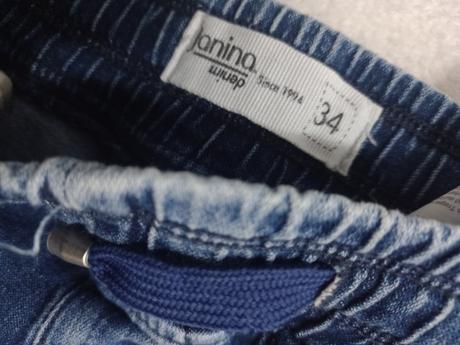 Janina
denim
Since 1994
34